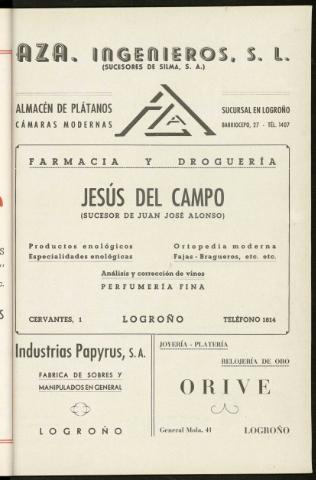 AZA. INGENIEROS, S. L.
(SUCESORES DE SILMA, S. A.)
ALMACÉN DE PLÁTANOS
CÁMARAS MODERNAS
SUCURSAL EN LOGROÑO
BARRIOCEPO, 27 - TÉL. 1407
FARMACIA Y DROGUERÍA
JESÚS DEL CAMPO
(SUCESOR DE JUAN JOSÉ ALONSO)
Productos enológicos
Especialidades enológicas
Ortopedia moderna
Fajas - Bragueros, etc. etc.
Análisis y corrección de vinos
PERFUMERÍA FINA
CERVANTES, 1 LOGROÑO TELÉFONO 1814
Industrias Papyrus, S. A.
FABRICA DE SOBRES Y
MANIPULADOS EN GENERAL
LOGROÑO
JOYERÍA - PLATERÍA
RELOJERÍA DE ORO
ORIVE
General Mola, 41 LOGROÑO